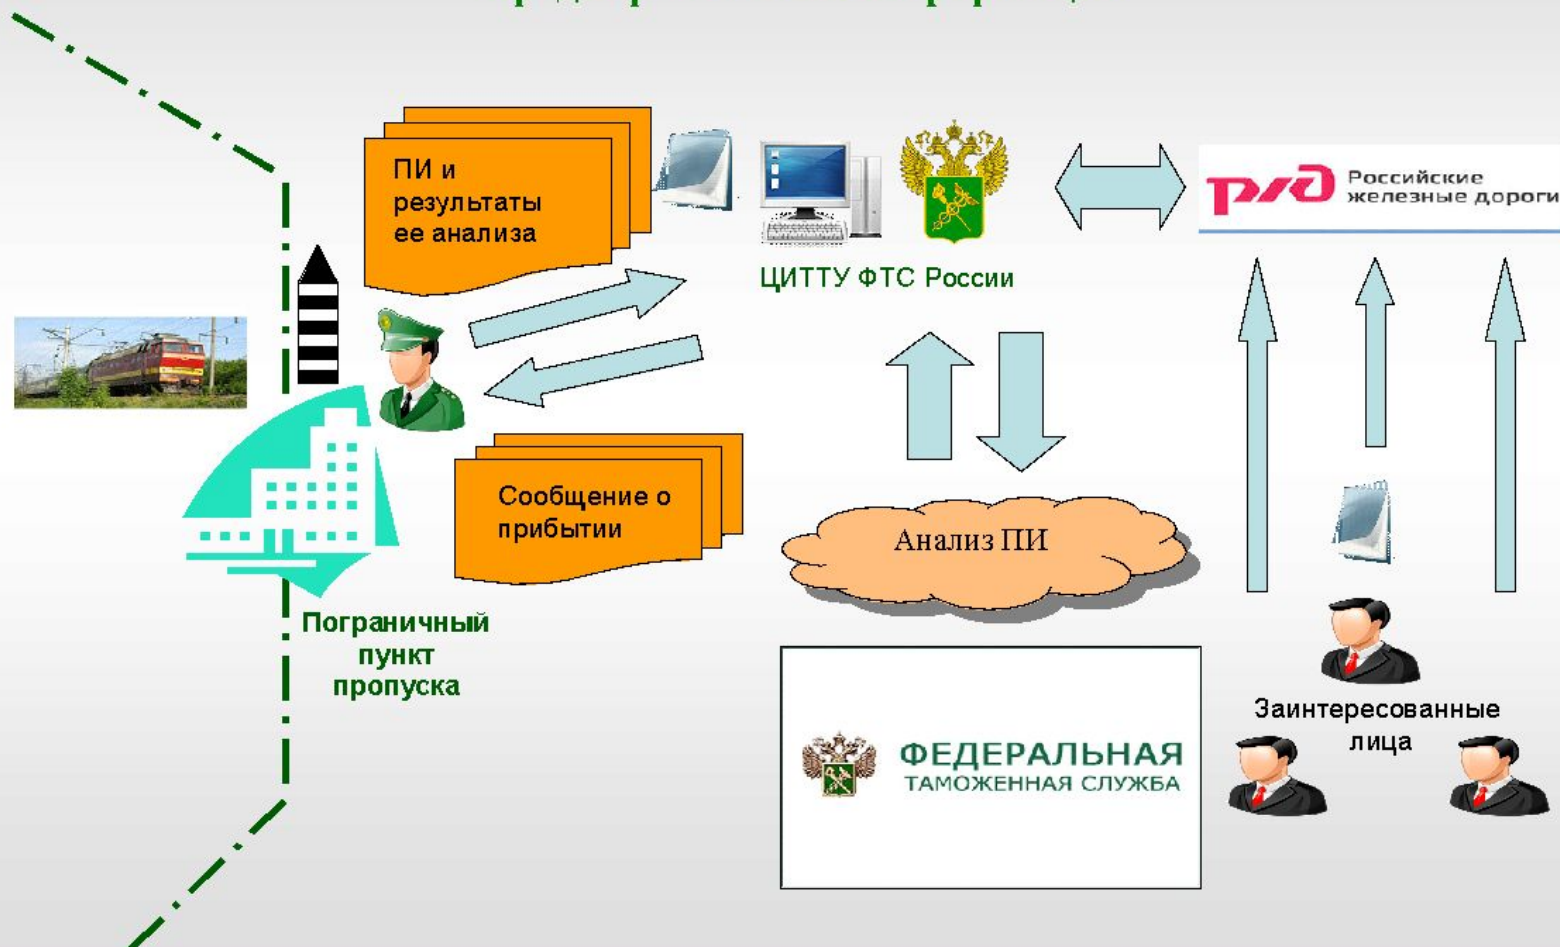 ПИ и
результаты
ее анализа
ЦИТТУ ФТС России
ржд
Российские
железные дороги
Сообщение о
прибытии
Анализ ПИ
Пограничный
пункт
пропуска
ФЕДЕРАЛЬНАЯ
ТАМОЖЕННАЯ СЛУЖБА
Заинтересованные
лица